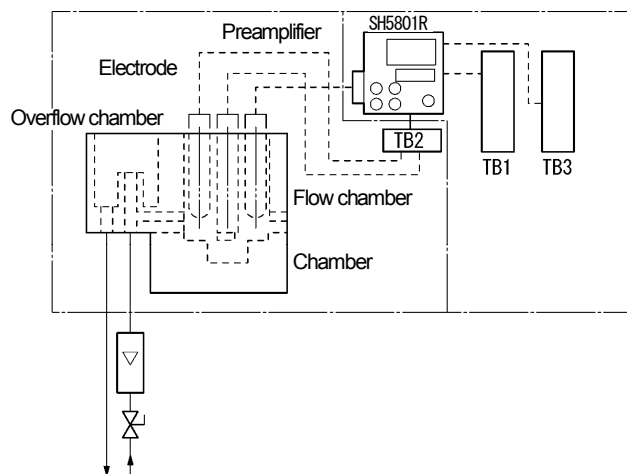 SH5801R
Preamplifier
Electrode
Overflow chamber
TB2
TB1
TB3
Flow chamber
Chamber